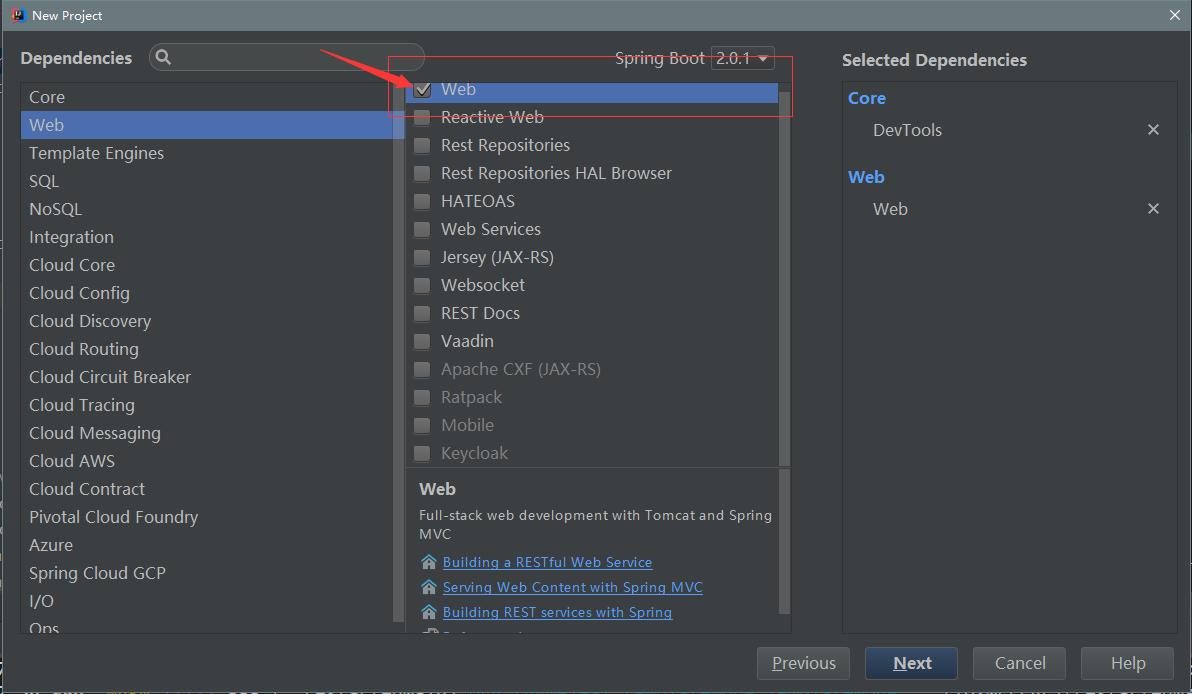 New Project
Dependencies
Spring Boot 2.0.1
Selected Dependencies
Core
Web
Template Engines
SQL
NoSQL
Integration
Cloud Core
Cloud Config
Cloud Discovery
Cloud Routing
Cloud Circuit Breaker
Cloud Tracing
Cloud Messaging
Cloud AWS
Cloud Contract
Pivotal Cloud Foundry
Azure
Spring Cloud GCP
I/O
Ops
Web
Reactive Web
Rest Repositories
Rest Repositories HAL Browser
HATEOAS
Web Services
Jersey (JAX-RS)
Websocket
REST Docs
Vaadin
Apache CXF (JAX-RS)
Ratpack
Mobile
Keycloak
Web
Full-stack web development with Tomcat and Spring
MVC
Building a RESTful Web Service
Serving Web Content with Spring MVC
Building REST services with Spring
Core
DevTools
Web
Web
Previous
Next
Cancel
Help